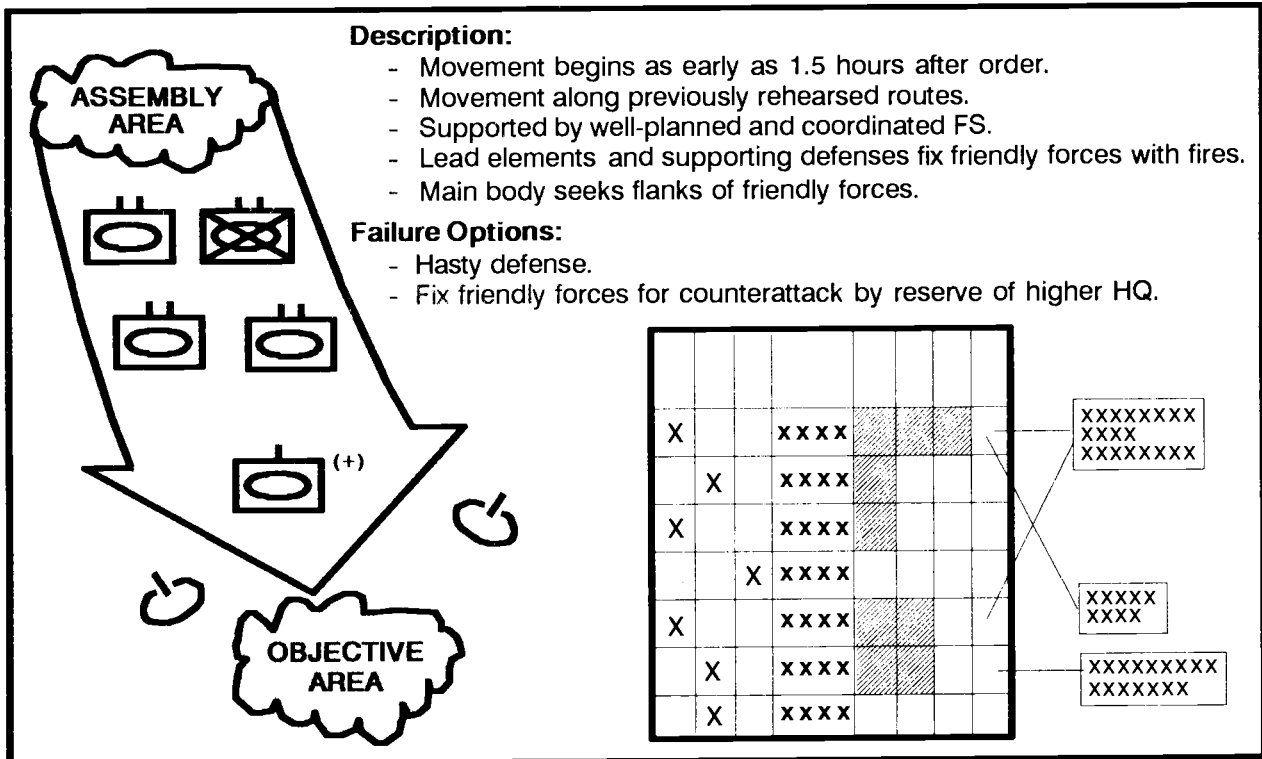 Description:
- Movement begins as early as 1.5 hours after order.
- Movement along previously rehearsed routes.
- Supported by well-planned and coordinated FS.
- Lead elements and supporting defenses fix friendly forces with fires.
- Main body seeks flanks of friendly forces.
Failure Options:
- Hasty defense.
- Fix friendly forces for counterattack by reserve of higher HQ.
ASSEMBLY
AREA
(+)
OBJECTIVE
AREA
X xxxx
X xxxx
X xxxx
X xxxx
X xxxx
X xxxx
X xxxx
XXXXXXXX
XXXX
XXXXXXXX
XXXXX
XXXX
XXXXXXXXX
XXXXXXX